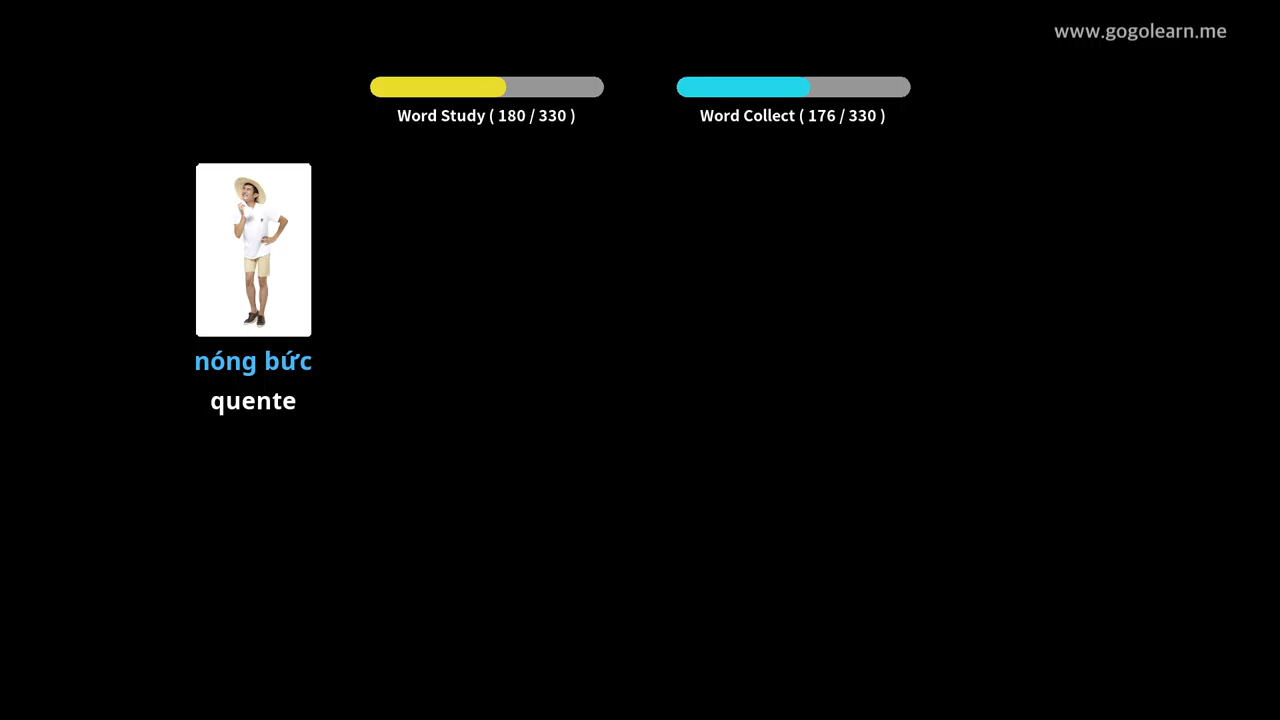 www.gogolearn.me
Word Study ( 180 / 330 )
Word Collect ( 176 / 330 )
nóng bức
quente